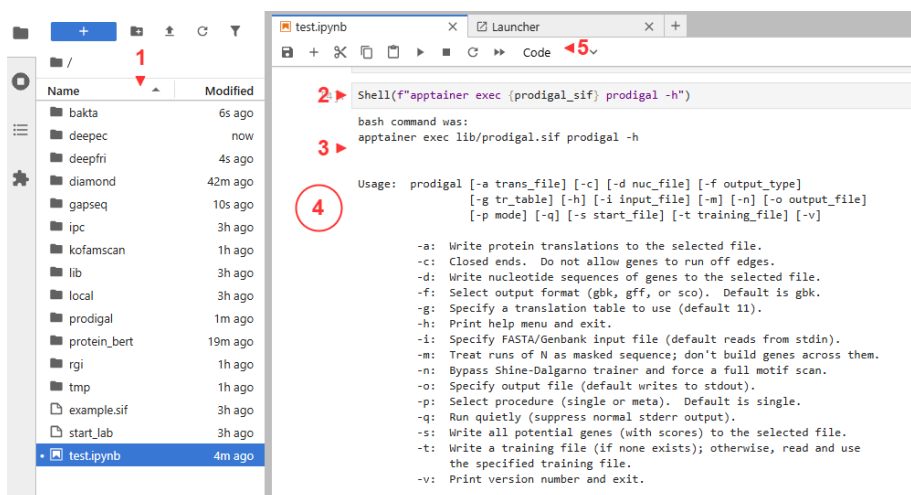 test.ipynb
Launcher
Code
5
/
1
Name
Modified
bakta 6s ago
deepec now
deepfri 4s ago
diamond 42m ago
gapseq 10s ago
ipc 3h ago
kofamscan 1h ago
lib 3h ago
local 3h ago
prodigal 1m ago
protein_bert 19m ago
rgi 1h ago
tmp 1h ago
example.sif 3h ago
start_lab 3h ago
test.ipynb 4m ago
2
Shell(f"apptainer exec {prodigal_sif} prodigal -h")
bash command was:
apptainer exec lib/prodigal.sif prodigal -h
3
4
Usage:  prodigal [-a trans_file] [-c] [-d nuc_file] [-f output_type]
[-g tr_table] [-h] [-i input_file] [-m] [-n] [-o output_file]
[-p mode] [-q] [-s start_file] [-t training_file] [-v]
-a:  Write protein translations to the selected file.
-c:  Closed ends.  Do not allow genes to run off edges.
-d:  Write nucleotide sequences of genes to the selected file.
-f:  Select output format (gbk, gff, or sco).  Default is gbk.
-g:  Specify a translation table to use (default 11).
-h:  Print help menu and exit.
-i:  Specify FASTA/Genbank input file (default reads from stdin).
-m:  Treat runs of N as masked sequence; don't build genes across them.
-n:  Bypass Shine-Dalgarno trainer and force a full motif scan.
-o:  Specify output file (default writes to stdout).
-p:  Select procedure (single or meta).  Default is single.
-q:  Run quietly (suppress normal stderr output).
-s:  Write all potential genes (with scores) to the selected file.
-t:  Write a training file (if none exists); otherwise, read and use
the specified training file.
-v:  Print version number and exit.